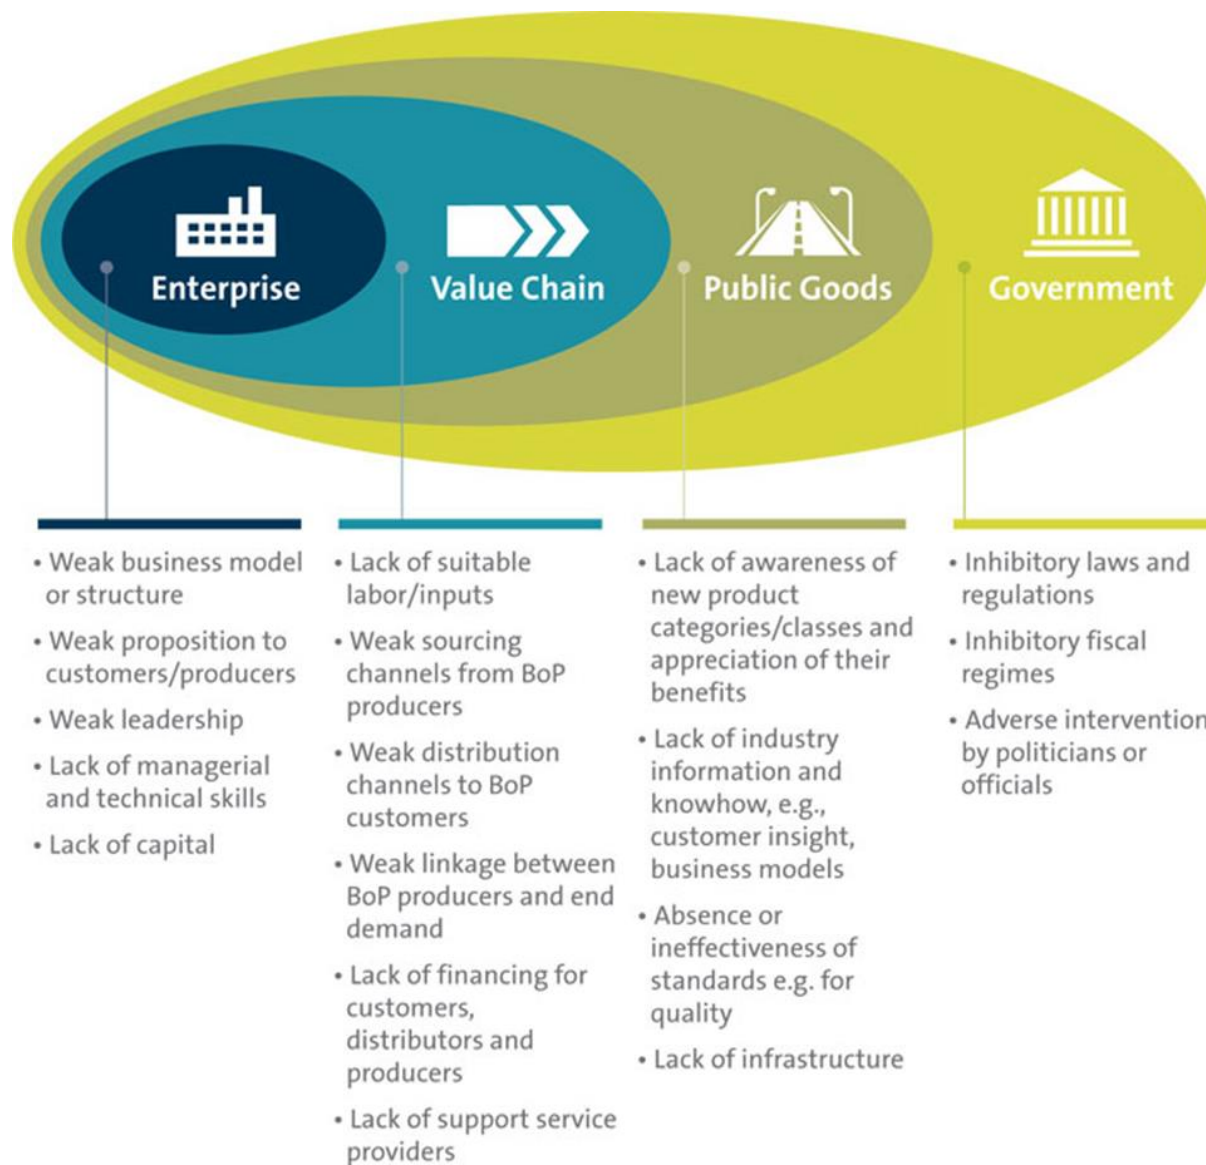 Enterprise
Value Chain
Public Goods
Government
• Weak business model
or structure
• Weak proposition to
customers/producers
• Weak leadership
• Lack of managerial
and technical skills
• Lack of capital
• Lack of suitable
labor/inputs
• Weak sourcing
channels from BoP
producers
• Weak distribution
channels to BoP
customers
• Weak linkage between
BoP producers and end
demand
• Lack of financing for
customers,
distributors and
producers
• Lack of support service
providers
• Lack of awareness of
new product
categories/classes and
appreciation of their
benefits
• Lack of industry
information and
knowhow, e.g.,
customer insight,
business models
• Absence or
ineffectiveness of
standards e.g. for
quality
• Lack of infrastructure
• Inhibitory laws and
regulations
• Inhibitory fiscal
regimes
• Adverse intervention
by politicians or
officials